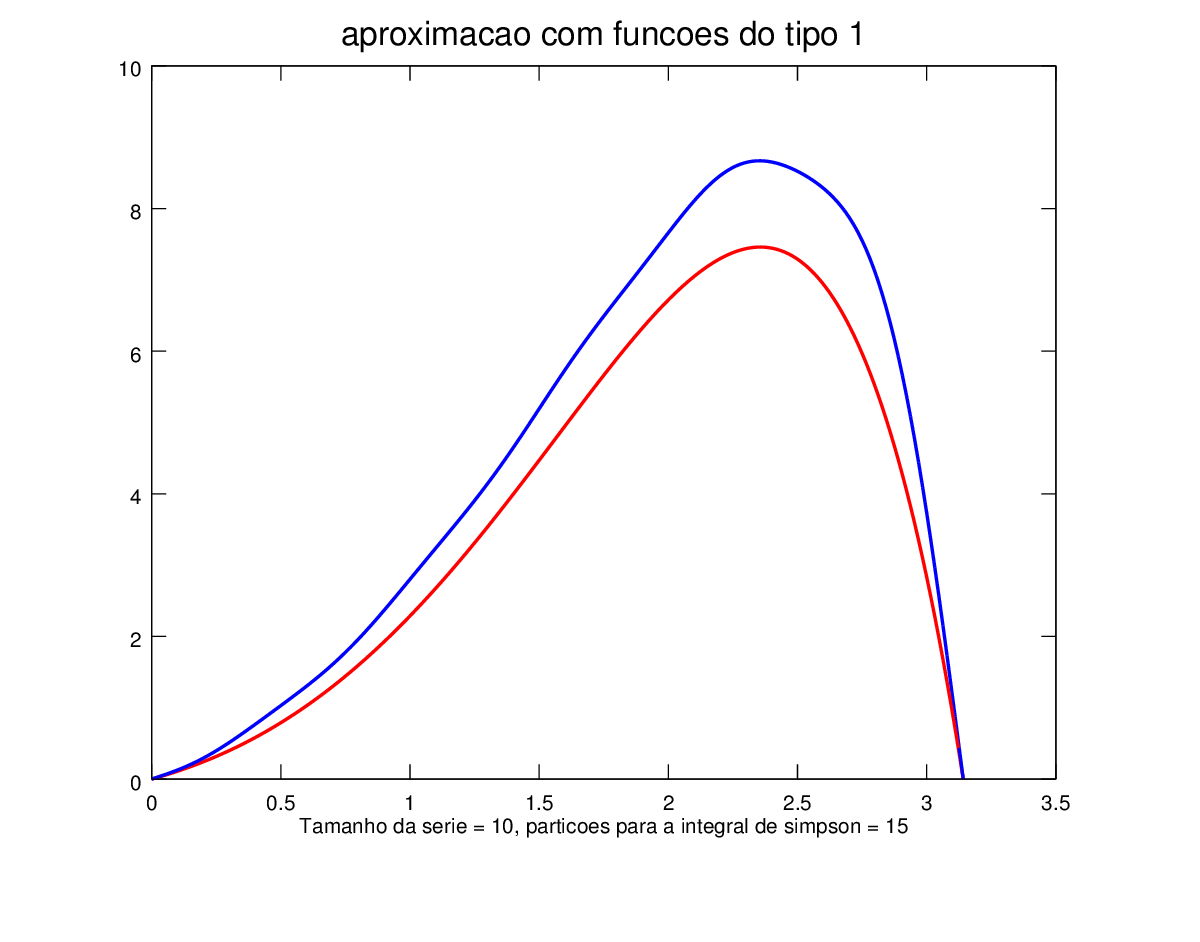 aproximacao com funcoes do tipo 1
10
8
6
4
2
0
0 0.5 1 1.5 2 2.5 3 3.5
Tamanho da serie = 10, particoes para a integral de simpson = 15